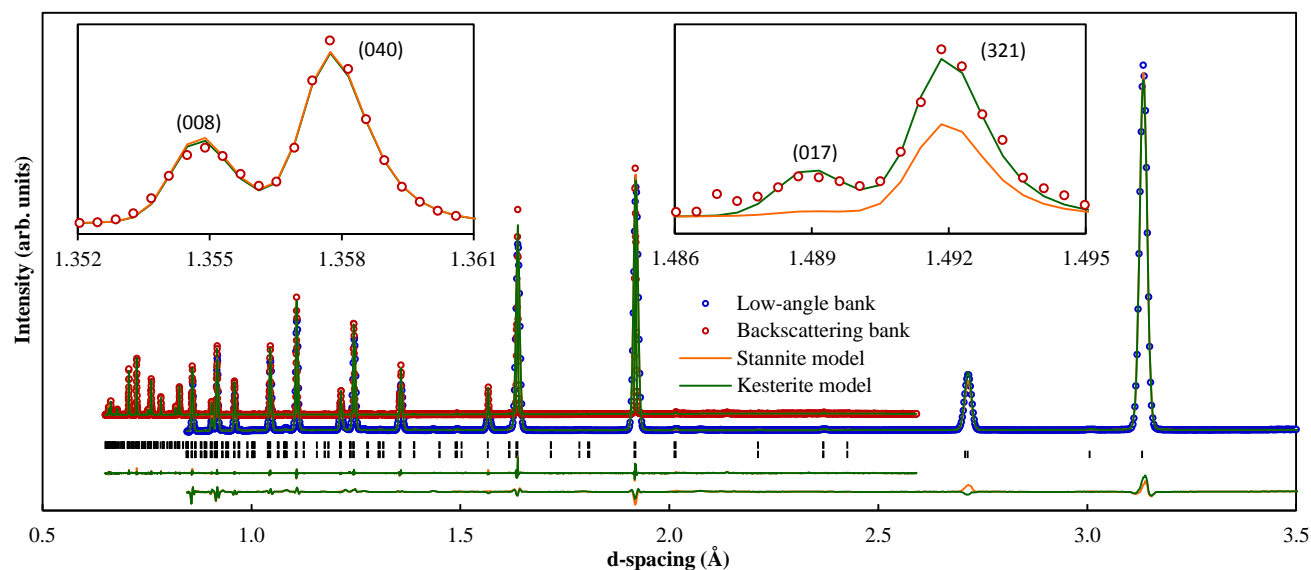 (040)
(008)
1.352 1.355 1.358 1.361
(321)
(017)
1.486 1.489 1.492 1.495
Intensity (arb. units)
Low-angle bank
Backscattering bank
Stannite model
Kesterite model
0.5 1.0 1.5 2.0 2.5 3.0 3.5
d-spacing (Å)